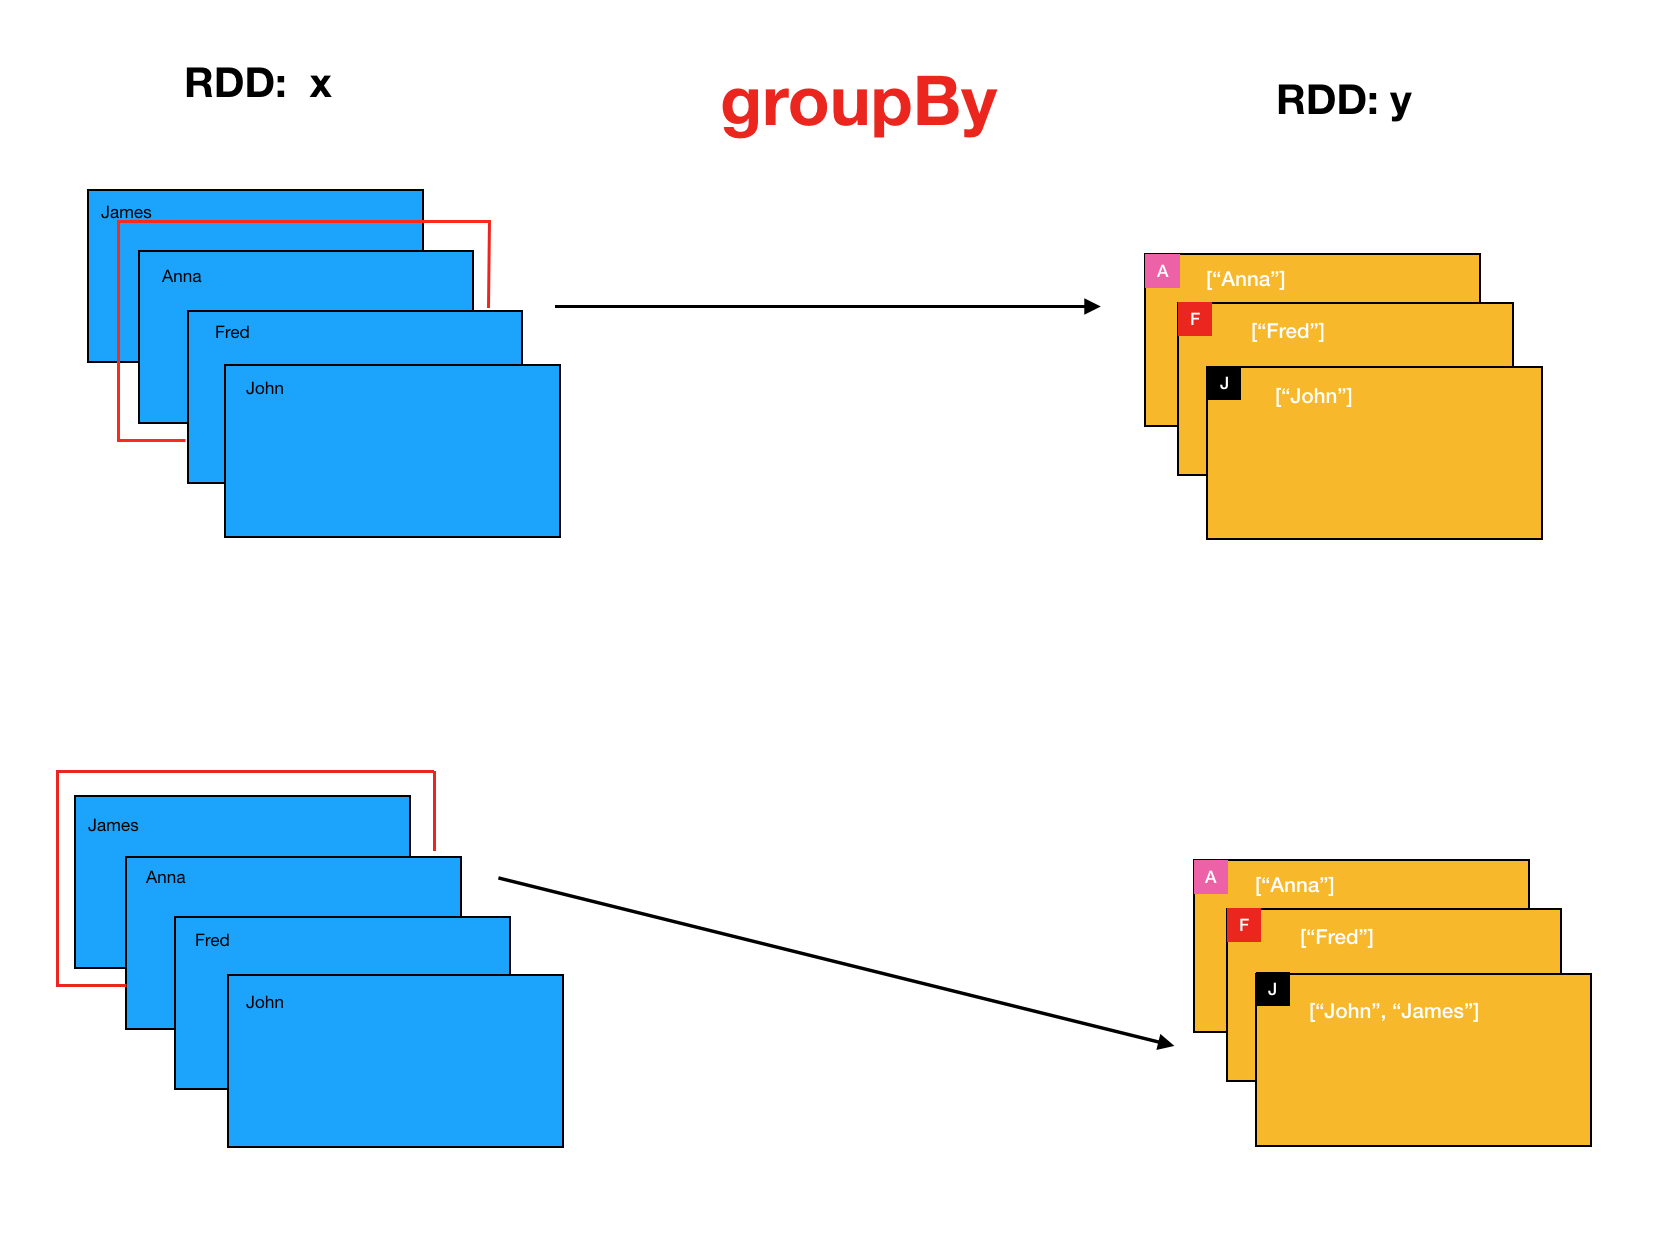 RDD:  x
groupBy
RDD: y
James
Anna
Fred
John
A
[“Anna”]
F
[“Fred”]
J
[“John”]
James
Anna
Fred
John
A
[“Anna”]
F
[“Fred”]
J
[“John”, “James”]